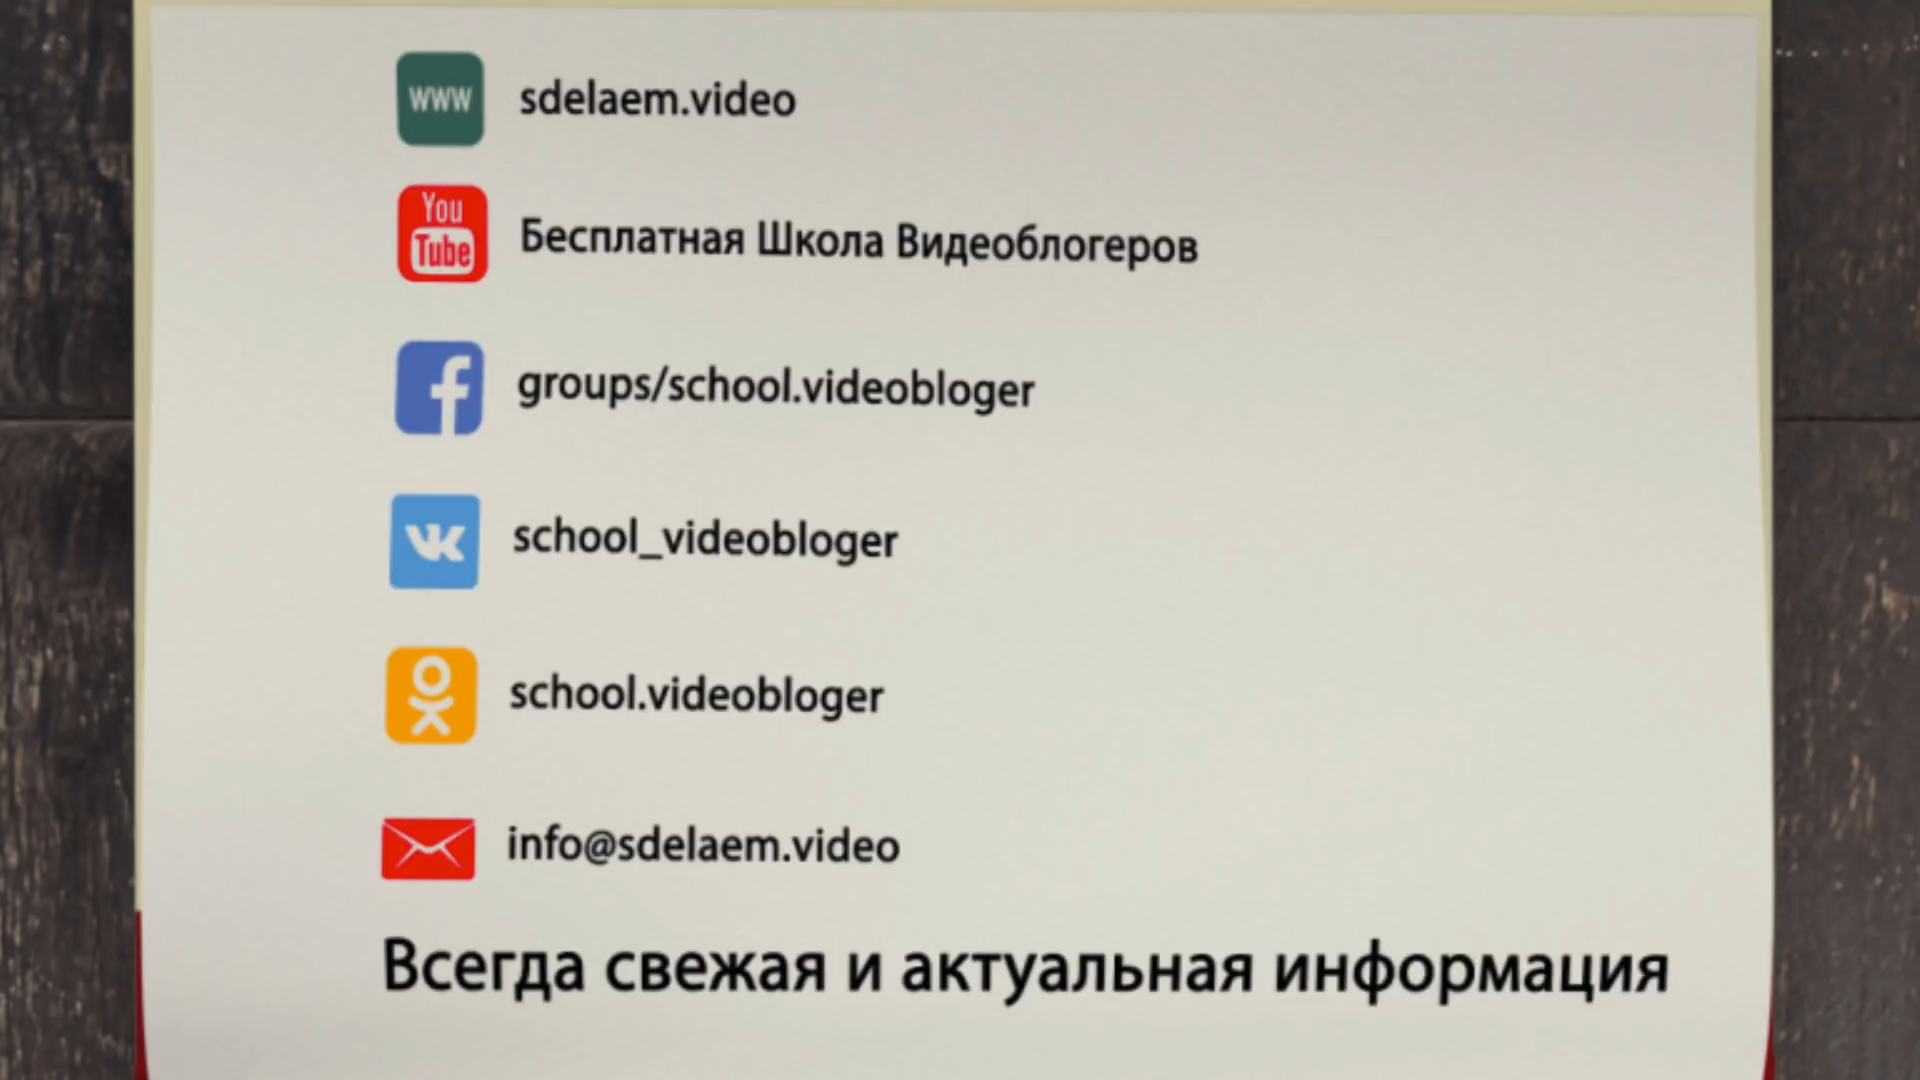 www sdelaem.video
You
Tube Бесплатная Школа Видеоблогеров
f groups/school.videobloger
vk school_videobloger
school.videobloger
info@sdelaem.video
Всегда свежая и актуальная информация